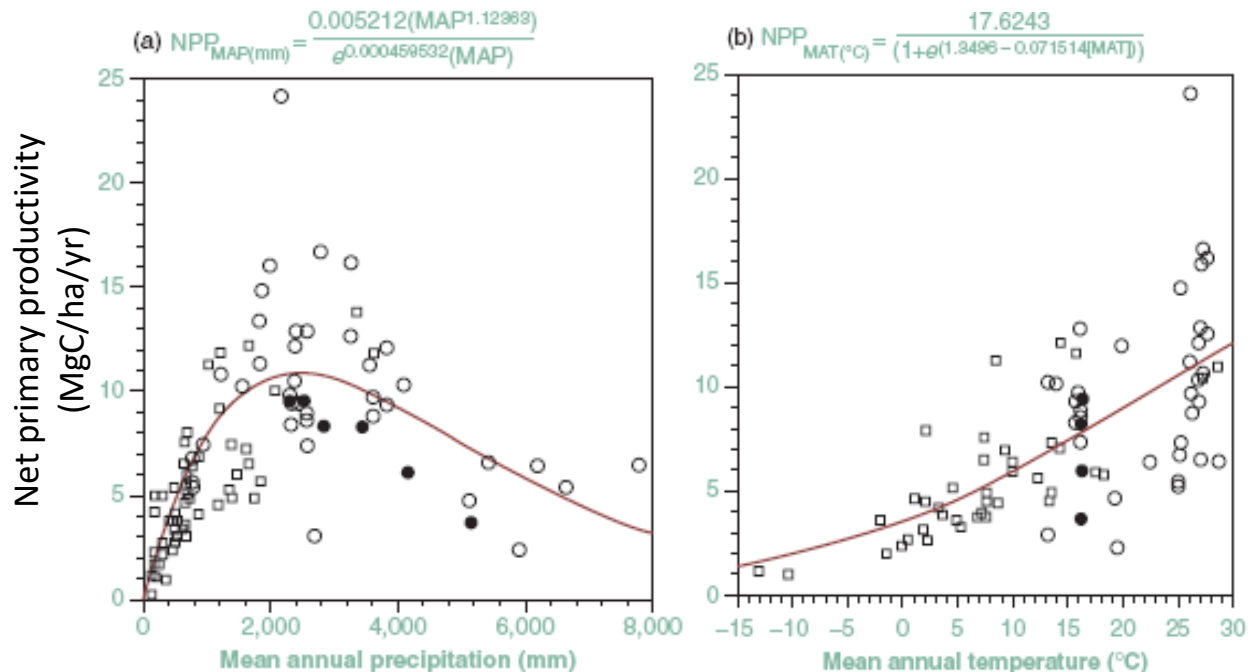 (a) NPP_MAP(mm) = 0.005212(MAP^1.12363) / e^0.000459532(MAP)
(b) NPP_MAT(°C) = 17.6243 / (1+e^(1.3496 – 0.071514[MAT]))
Net primary productivity
(MgC/ha/yr)
25
20
15
10
5
0
0 2,000 4,000 6,000 8,000
Mean annual precipitation (mm)
25
20
15
10
5
0
–15 –10 –5 0 5 10 15 20 25 30
Mean annual temperature (°C)